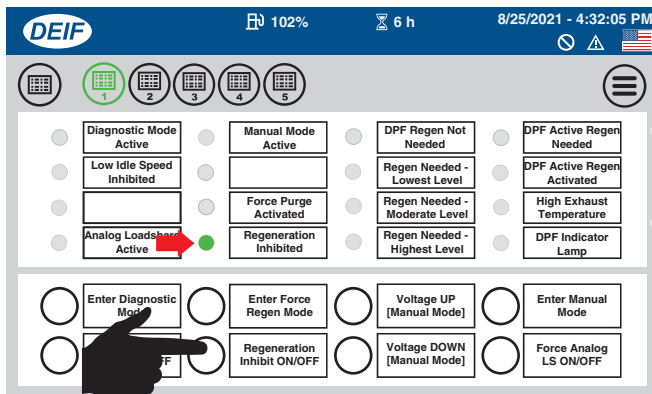 DEIF
102%
6 h
8/25/2021 - 4:32:05 PM
1
2
3
4
5
Diagnostic Mode
Active
Manual Mode
Active
DPF Regen Not
Needed
DPF Active Regen
Needed
Low Idle Speed
Inhibited
Regen Needed -
Lowest Level
DPF Active Regen
Activated
Force Purge
Activated
Regen Needed -
Moderate Level
High Exhaust
Temperature
Analog Loadshare
Active
Regeneration
Inhibited
Regen Needed -
Highest Level
DPF Indicator
Lamp
Enter Diagnostic
Mode
Enter Force
Regen Mode
Voltage UP
[Manual Mode]
Enter Manual
Mode
Regeneration
Inhibit ON/OFF
Voltage DOWN
[Manual Mode]
Force Analog
LS ON/OFF